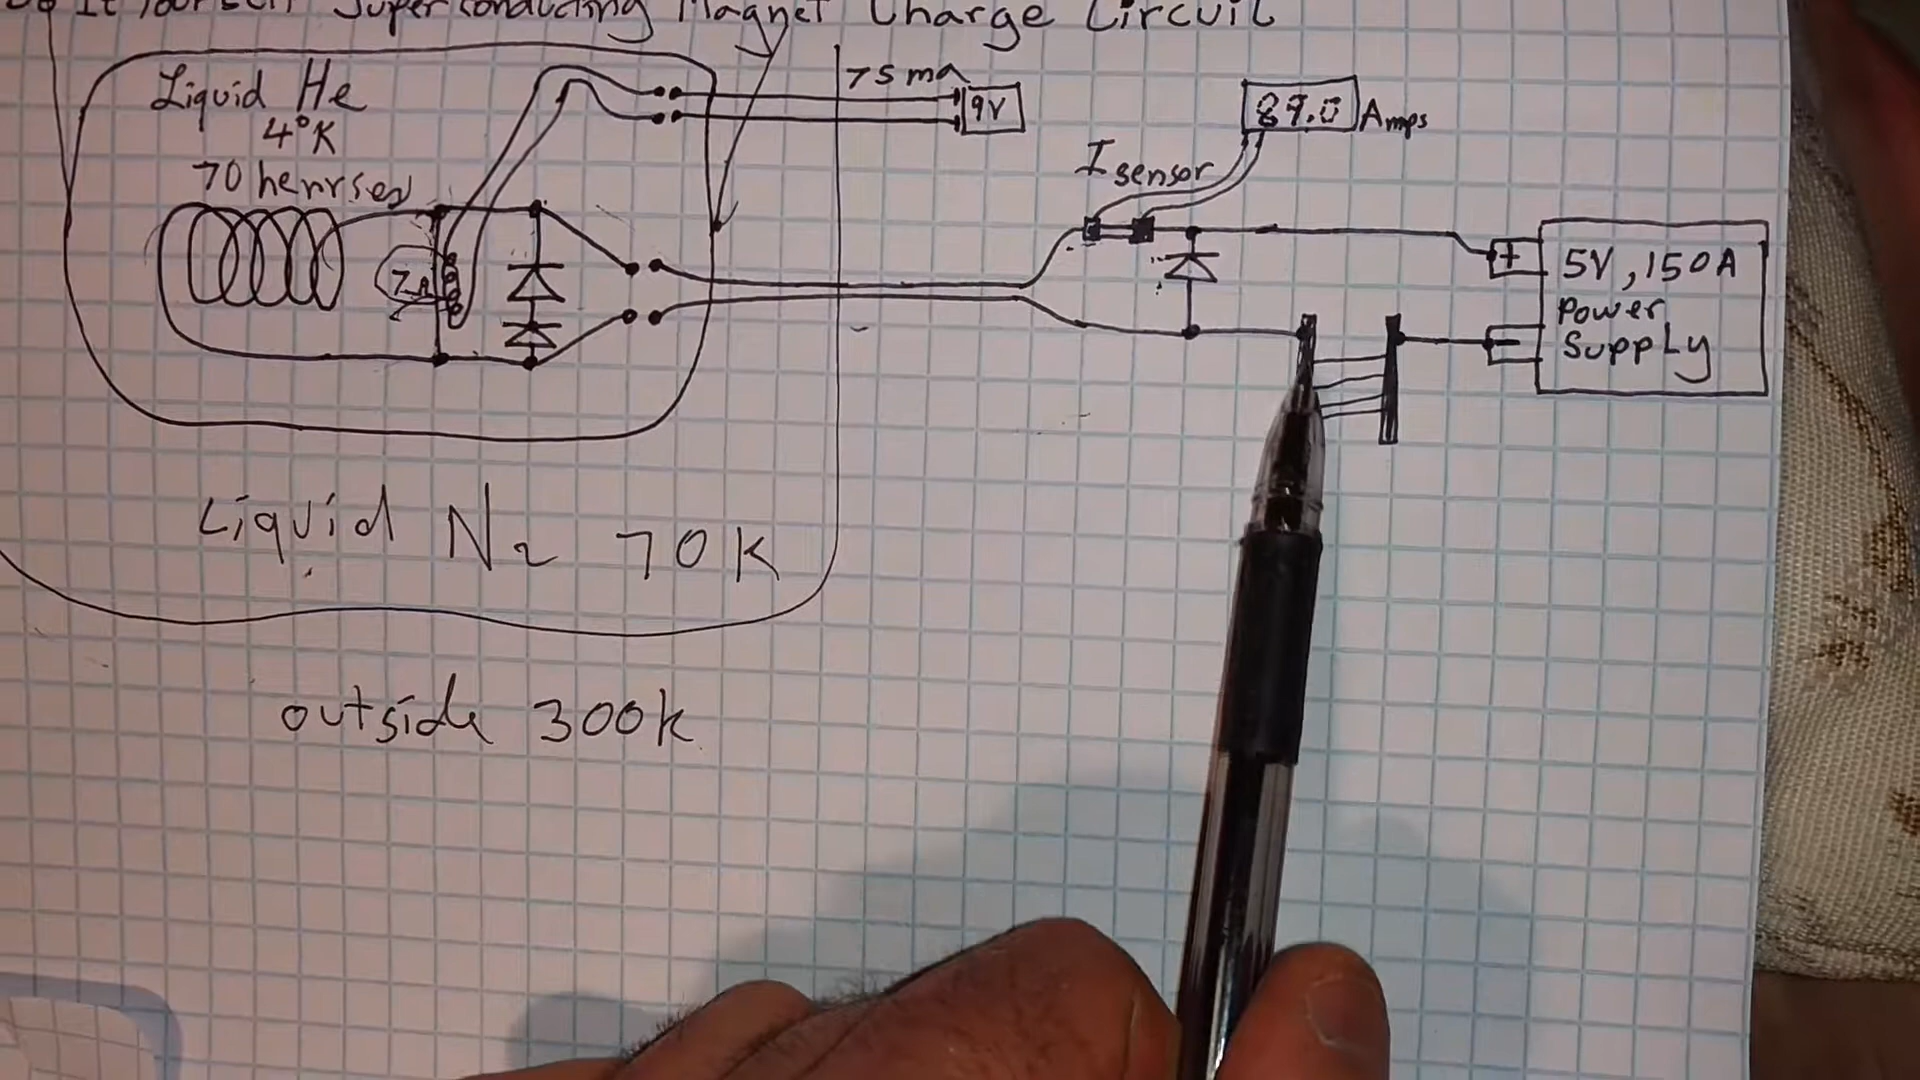 Superconducting Magnet Charge Circuit
Liquid He
4°K
70 henrses
75 ma
9V
89.0 Amps
I sensor
+
5V, 150A
Power
Supply
-
Liquid N2 70K
outside 300k